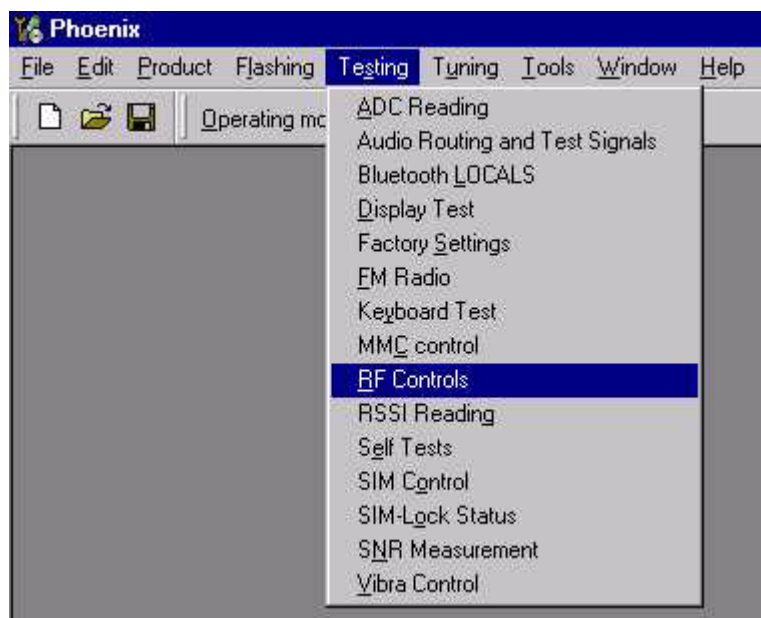 Phoenix
File Edit Product Flashing Testing Tuning Tools Window Help
Operating mo
ADC Reading
Audio Routing and Test Signals
Bluetooth LOCALS
Display Test
Factory Settings
FM Radio
Keyboard Test
MMC control
RF Controls
RSSI Reading
Self Tests
SIM Control
SIM-Lock Status
SNR Measurement
Vibra Control